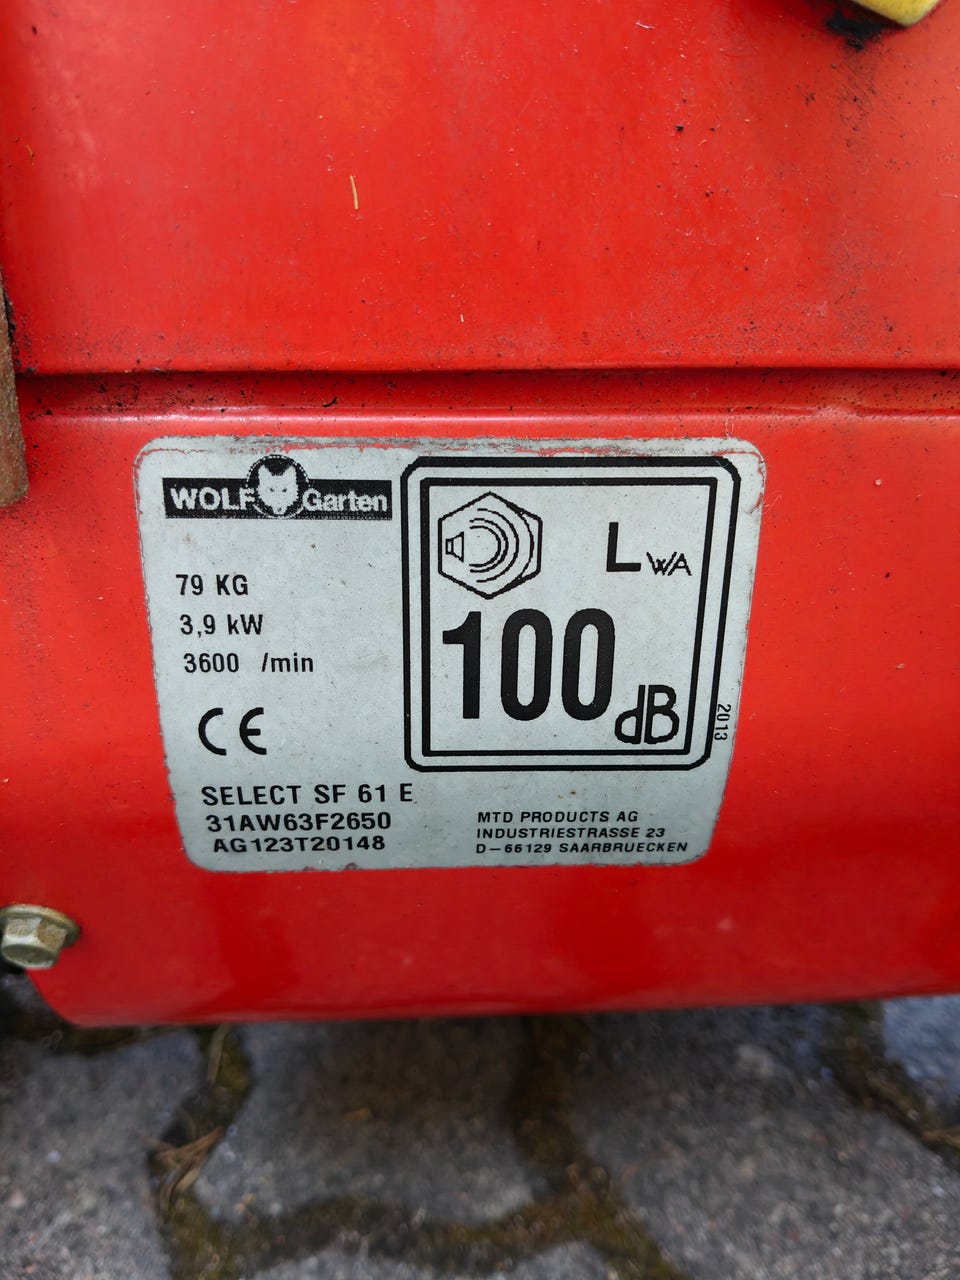 WOLF Garten
79 KG
3,9 kW
3600 /min
CE
LWA
100
dB
2013
SELECT SF 61 E
31AW63F2650
AG123T20148
MTD PRODUCTS AG
INDUSTRIESTRASSE 23
D-66129 SAARBRUECKEN